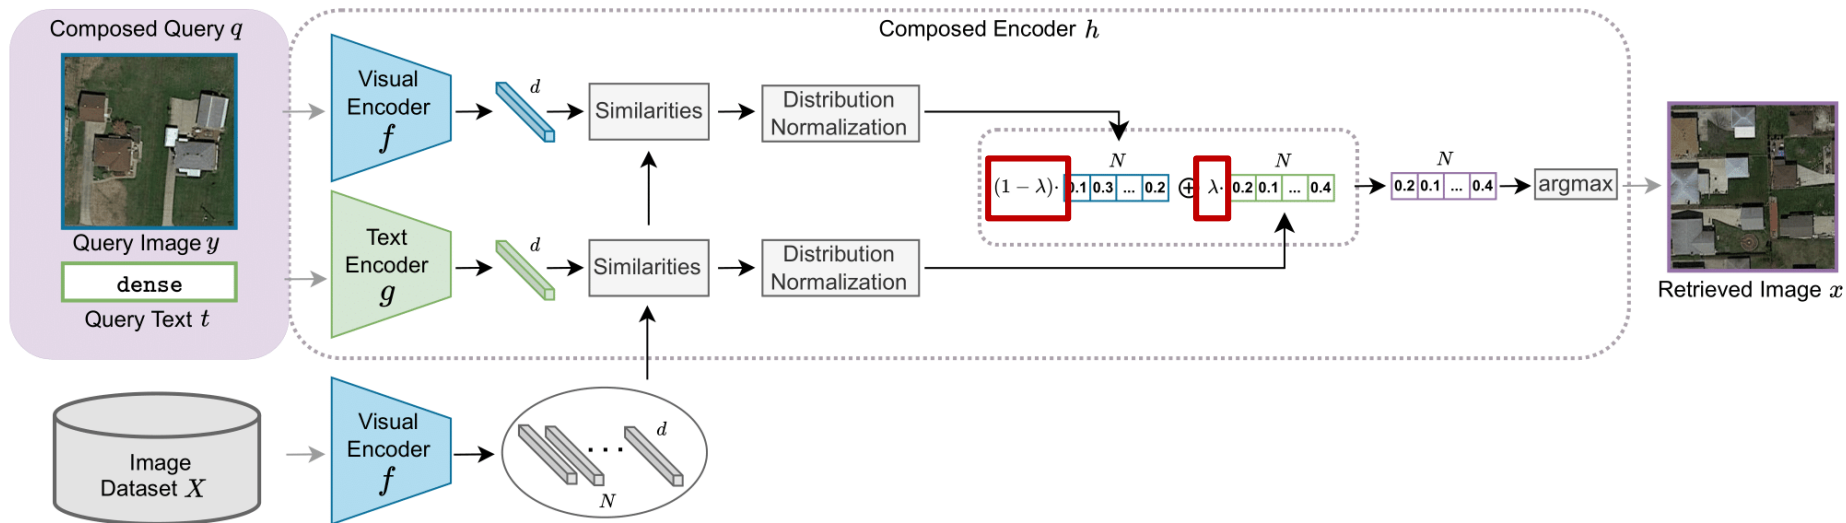 Composed Query q
Query Image y
dense
Query Text t
Image
Dataset X
Composed Encoder h
Visual
Encoder
f
d
Similarities
Distribution
Normalization
Text
Encoder
g
d
Similarities
Distribution
Normalization
Visual
Encoder
f
d
...
N
N
(1 − λ)·
0.1 0.3 ... 0.2
⊕
N
λ·
0.2 0.1 ... 0.4
N
0.2 0.1 ... 0.4
argmax
Retrieved Image x